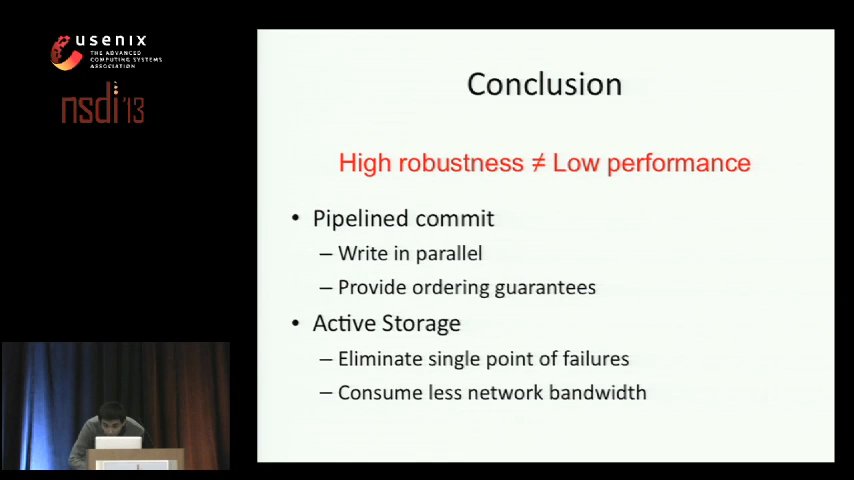 usenix
THE ADVANCED
COMPUTING SYSTEMS
ASSOCIATION
nsdi '13
Conclusion
High robustness ≠ Low performance
• Pipelined commit
– Write in parallel
– Provide ordering guarantees
• Active Storage
– Eliminate single point of failures
– Consume less network bandwidth